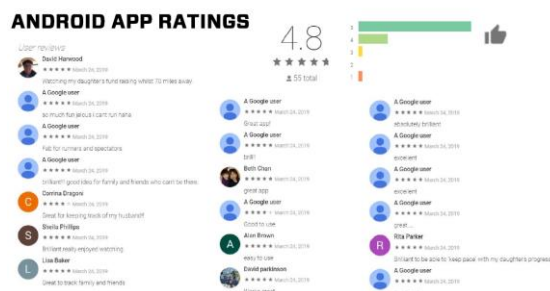 ANDROID APP RATINGS
User reviews
David Harwood
March 24, 2019
Watching my daughter's fund raising whilst 70 miles away
A Google user
March 24, 2019
so much fun jelous i cant run haha
A Google user
March 24, 2019
Fab for runners and spectators
A Google user
March 24, 2019
brilliant!! great idea for family and friends who cant be there
Corrina Dragoni
March 24, 2019
Great for keeping track of my husband!!
Sheila Phillips
March 24, 2019
Brilliant really enjoyed watching
Lisa Baker
March 24, 2019
Great to track family and friends
4.8
55 total
5
4
3
2
1
A Google user
March 24, 2019
Great app!
A Google user
March 24, 2019
brill!
Beth Chan
March 24, 2019
great app
A Google user
March 24, 2019
Good to use
Alan Brown
March 24, 2019
easy to use
David parkinson
March 24, 2019
A Google user
March 24, 2019
absolutely brilliant
A Google user
March 24, 2019
excelent
A Google user
March 24, 2019
excelent
A Google user
March 24, 2019
great ...
Rita Parker
March 24, 2019
Brilliant to be able to 'keep pace' with my daughters progress
A Google user
March 24, 2019
C
S
L
A
R